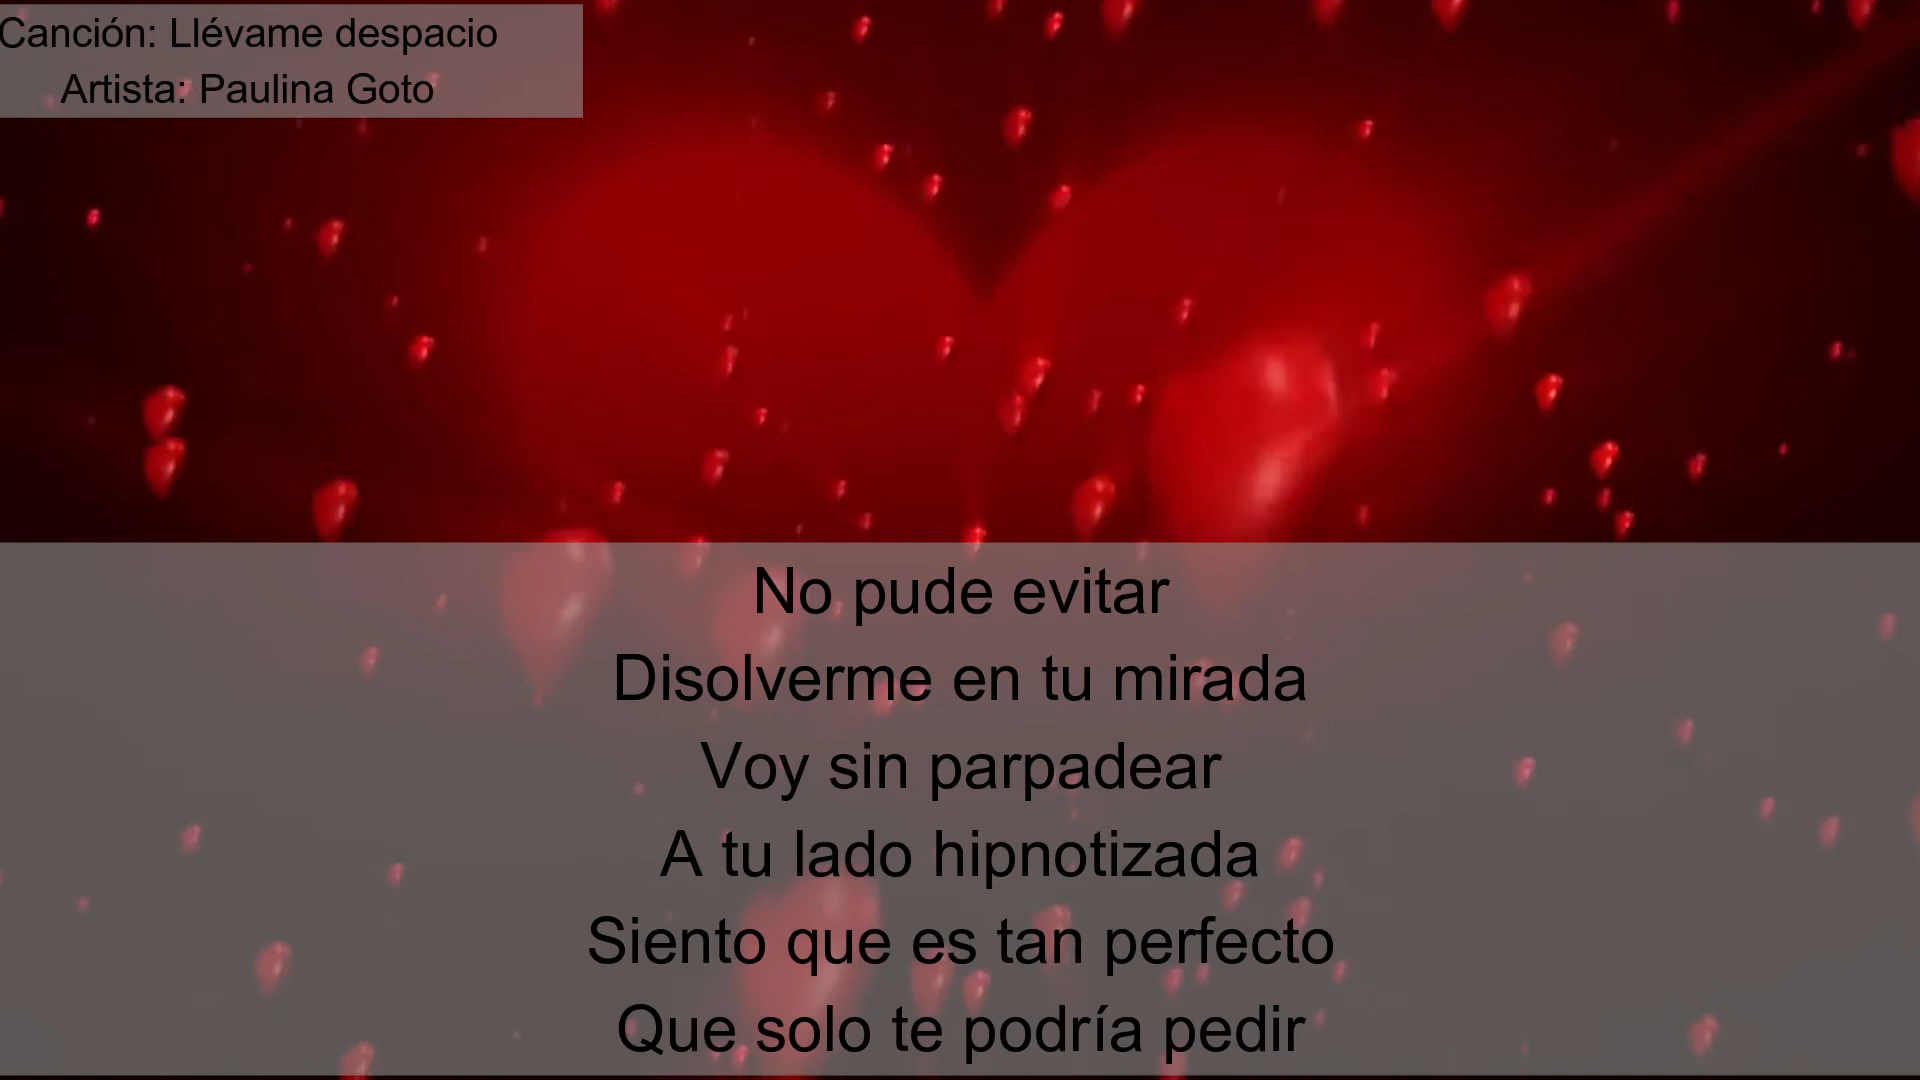 Canción: Llévame despacio
Artista: Paulina Goto
No pude evitar
Disolverme en tu mirada
Voy sin parpadear
A tu lado hipnotizada
Siento que es tan perfecto
Que solo te podría pedir